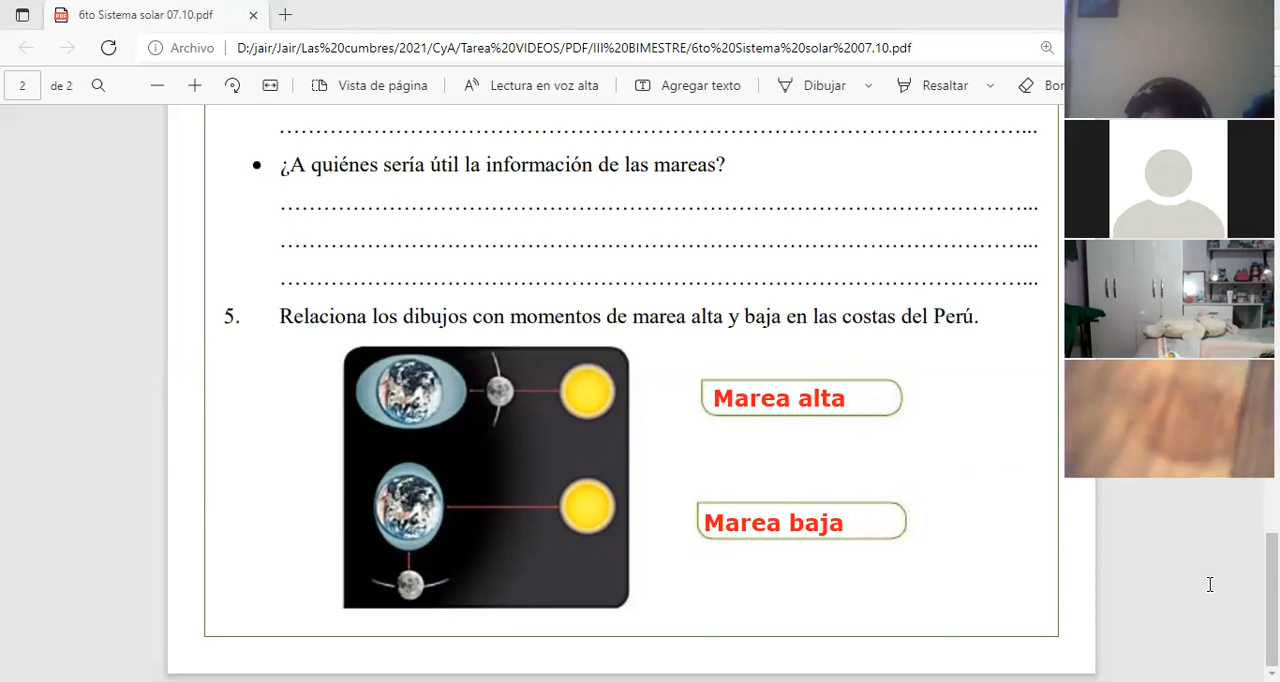 6to Sistema solar 07.10.pdf
Archivo
D:/jair/Jair/Las%20cumbres/2021/CyA/Tarea%20VIDEOS/PDF/III%20BIMESTRE/6to%20Sistema%20solar%2007.10.pdf
2 de 2
Vista de página
Lectura en voz alta
Agregar texto
Dibujar
Resaltar
Bor
…………………………………………………………………………………………...
• ¿A quiénes sería útil la información de las mareas?
…………………………………………………………………………………………...
…………………………………………………………………………………………...
…………………………………………………………………………………………...
5. Relaciona los dibujos con momentos de marea alta y baja en las costas del Perú.
Marea alta
Marea baja